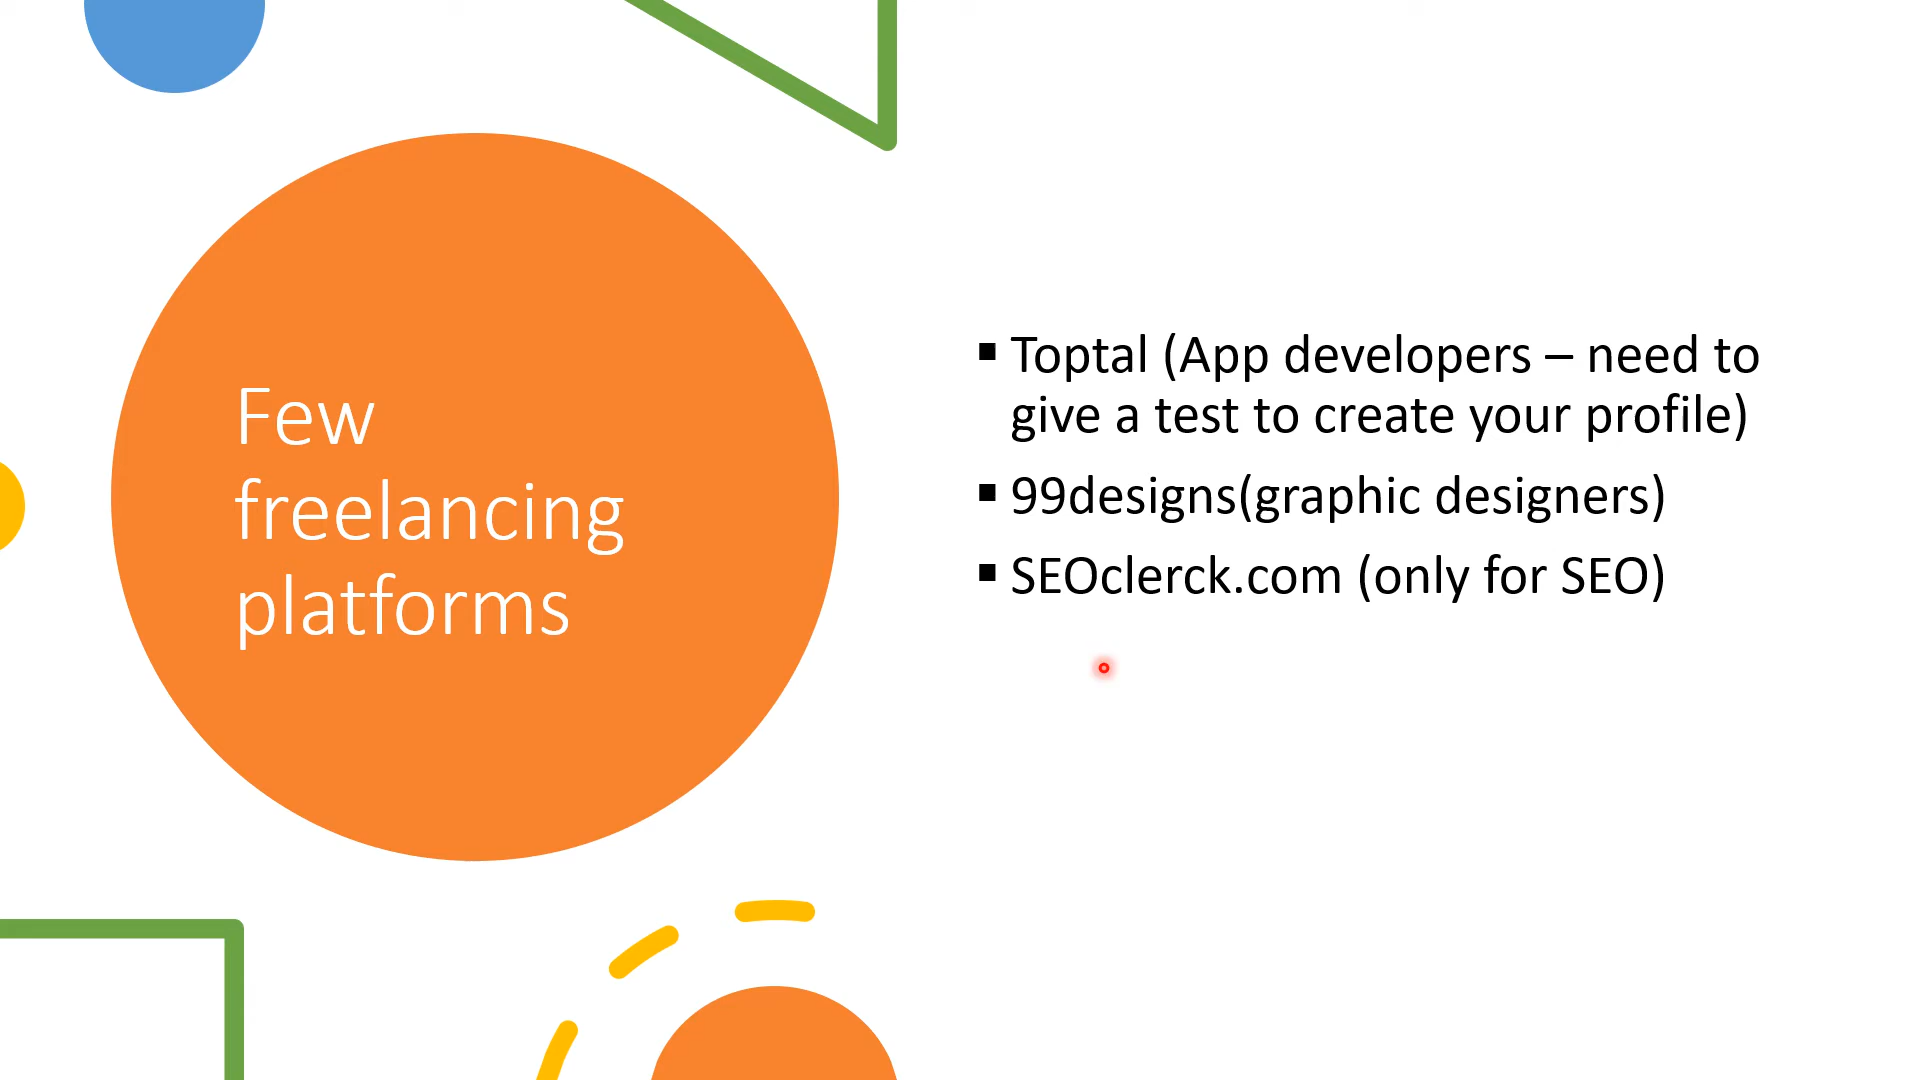 Few
freelancing
platforms
▪ Toptal (App developers – need to
give a test to create your profile)
▪ 99designs(graphic designers)
▪ SEOclerck.com (only for SEO)